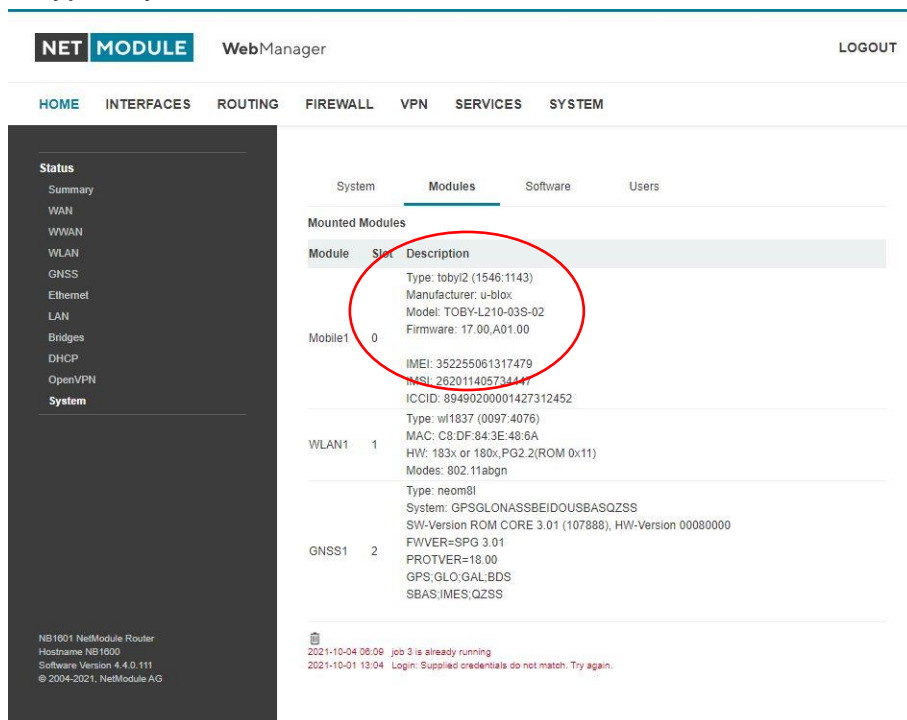 NET MODULE WebManager LOGOUT
HOME INTERFACES ROUTING FIREWALL VPN SERVICES SYSTEM
Status
Summary
WAN
WWAN
WLAN
GNSS
Ethernet
LAN
Bridges
DHCP
OpenVPN
System
System Modules Software Users
Mounted Modules
Module Slot Description
Mobile1 0
Type: tobyl2 (1546:1143)
Manufacturer: u-blox
Model: TOBY-L210-03S-02
Firmware: 17.00,A01.00
IMEI: 352255061317479
IMSI: 262011405734447
ICCID: 89490200001427312452
WLAN1 1
Type: wl1837 (0097:4076)
MAC: C8:DF:84:3E:48:6A
HW: 183x or 180x,PG2.2(ROM 0x11)
Modes: 802.11abgn
GNSS1 2
Type: neom8l
System: GPSGLONASSBEIDOUSBASQZSS
SW-Version ROM CORE 3.01 (107888), HW-Version 00080000
FWVER=SPG 3.01
PROTVER=18.00
GPS;GLO;GAL;BDS
SBAS;IMES;QZSS
2021-10-04 06:09 job 3 is already running
2021-10-01 13:04 Login: Supplied credentials do not match. Try again.
NB1601 NetModule Router
Hostname NB1600
Software Version 4.4.0.111
© 2004-2021, NetModule AG